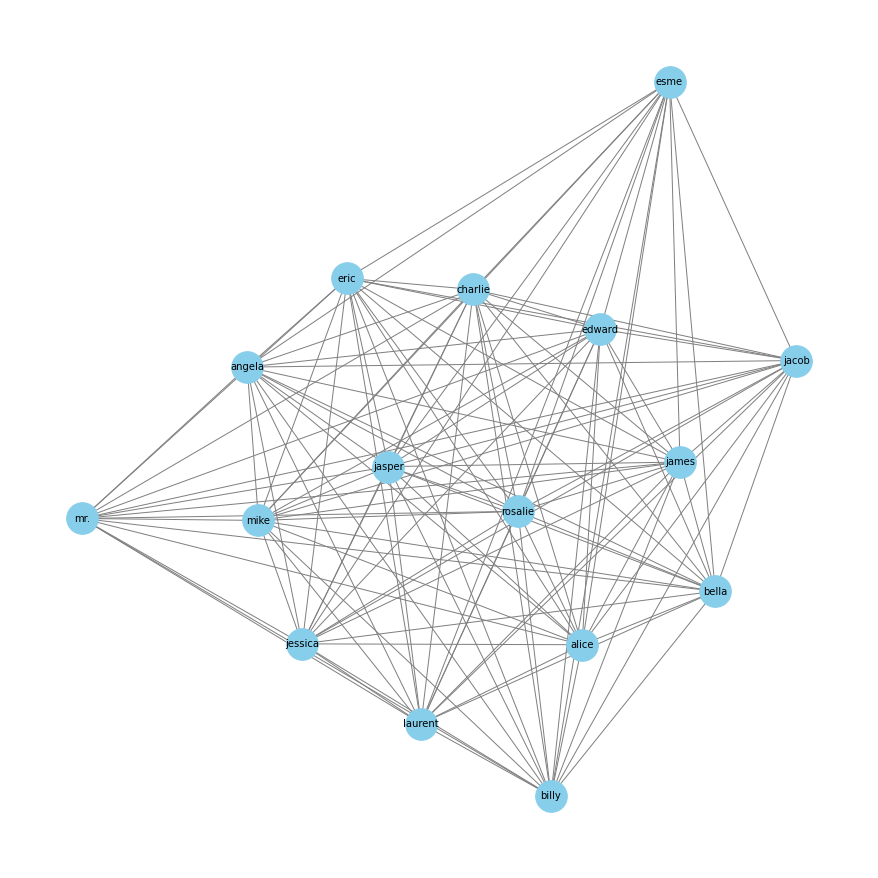 esme
eric
charlie
edward
jacob
angela
james
jasper
rosalie
mr.
mike
bella
jessica
alice
laurent
billy